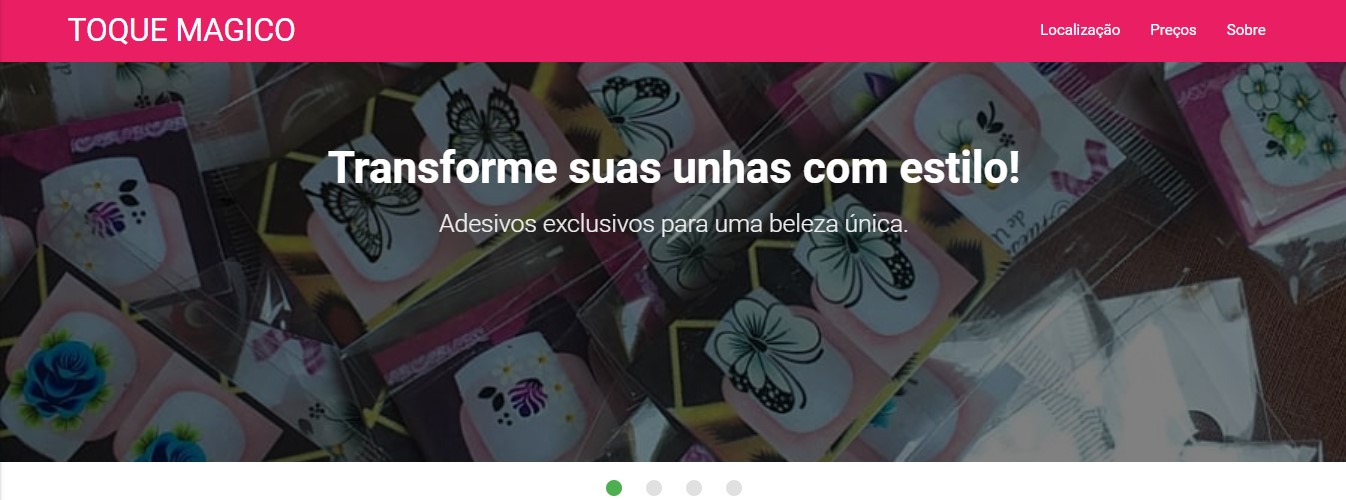 TOQUE MAGICO
Localização
Preços
Sobre
Transforme suas unhas com estilo!
Adesivos exclusivos para uma beleza única.